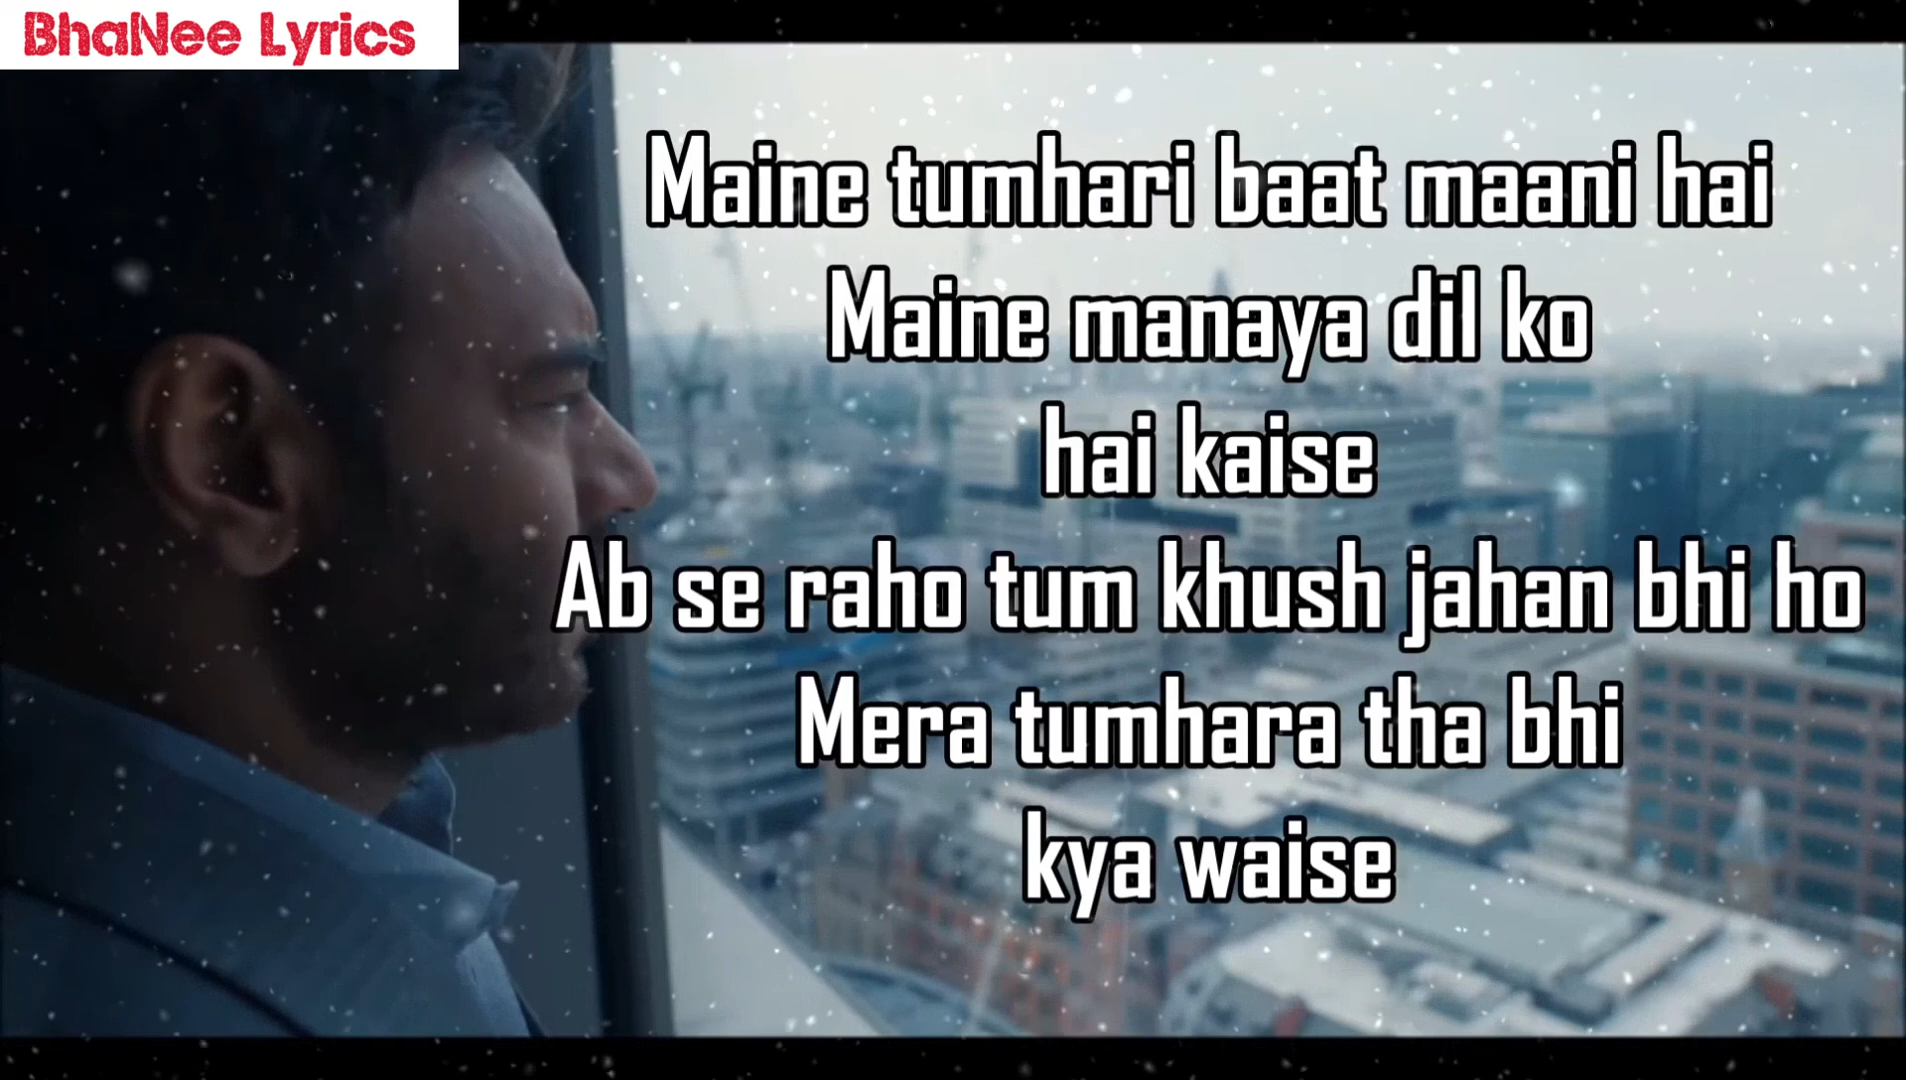 BhaNee Lyrics
Maine tumhari baat maani hai
Maine manaya dil ko
hai kaise
Ab se raho tum khush jahan bhi ho
Mera tumhara tha bhi
kya waise